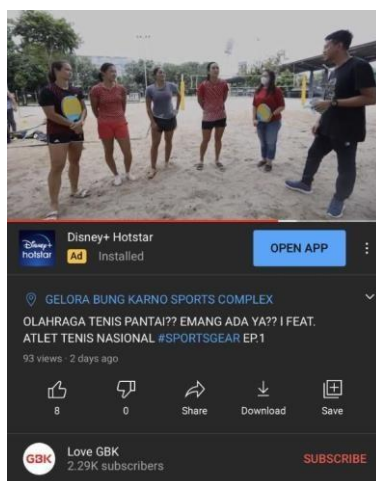 Disney+
hotstar
Disney+ Hotstar
Ad Installed
OPEN APP
GELORA BUNG KARNO SPORTS COMPLEX
OLAHRAGA TENIS PANTAI?? EMANG ADA YA?? I FEAT.
ATLET TENIS NASIONAL #SPORTSGEAR EP.1
93 views · 2 days ago
8 0 Share Download Save
GBK
Love GBK
2.29K subscribers
SUBSCRIBE